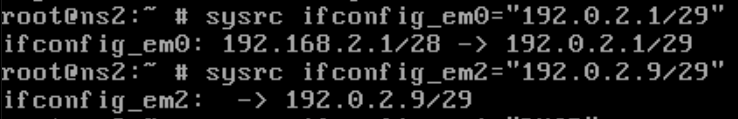 root@ns2:~ # sysrc ifconfig_em0="192.0.2.1/29"
ifconfig_em0: 192.168.2.1/28 -> 192.0.2.1/29
root@ns2:~ # sysrc ifconfig_em2="192.0.2.9/29"
ifconfig_em2:  -> 192.0.2.9/29